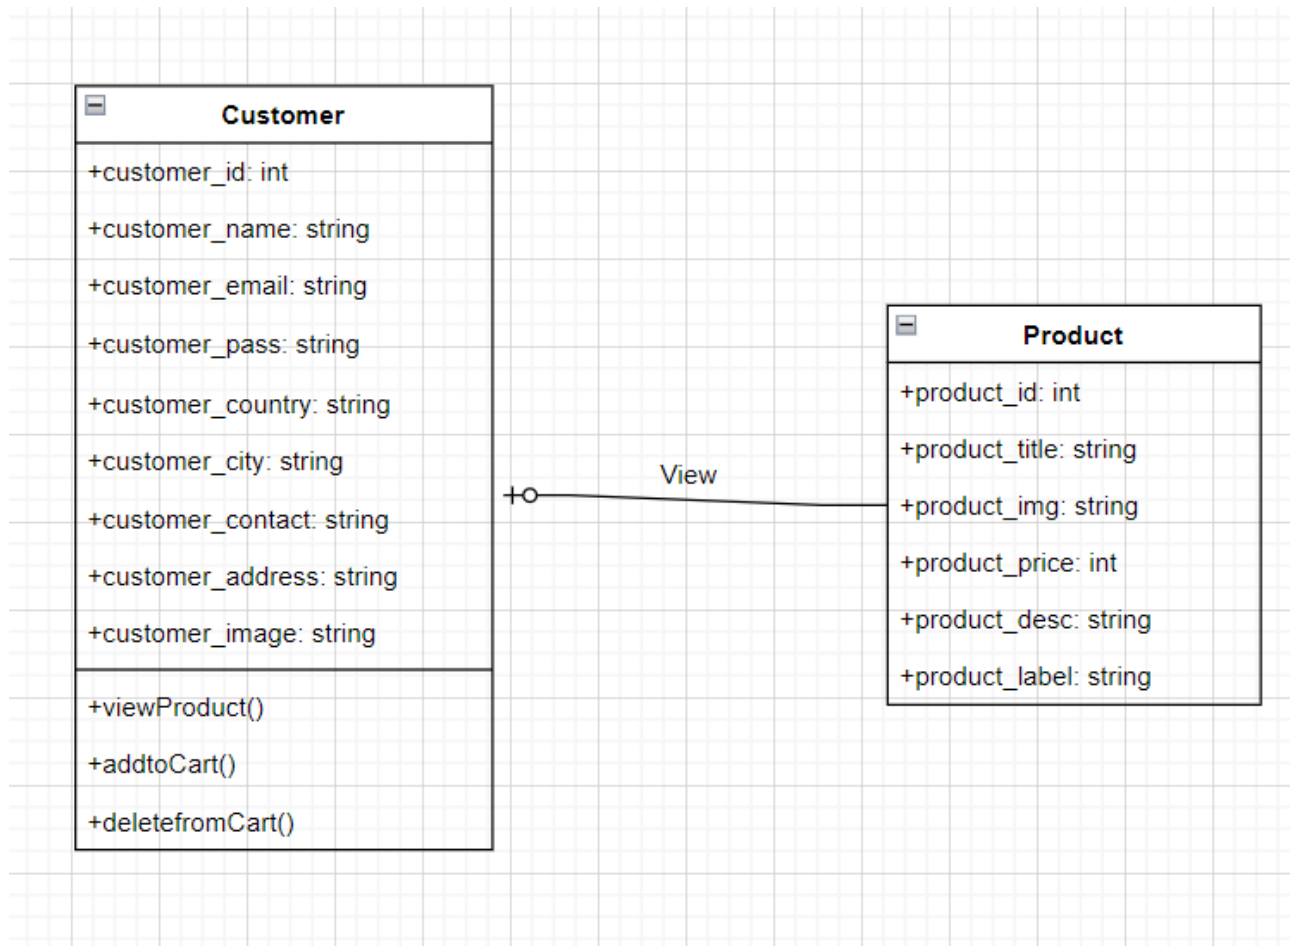 Customer
+customer_id: int
+customer_name: string
+customer_email: string
+customer_pass: string
+customer_country: string
+customer_city: string
+customer_contact: string
+customer_address: string
+customer_image: string
+viewProduct()
+addtoCart()
+deletefromCart()
View
Product
+product_id: int
+product_title: string
+product_img: string
+product_price: int
+product_desc: string
+product_label: string